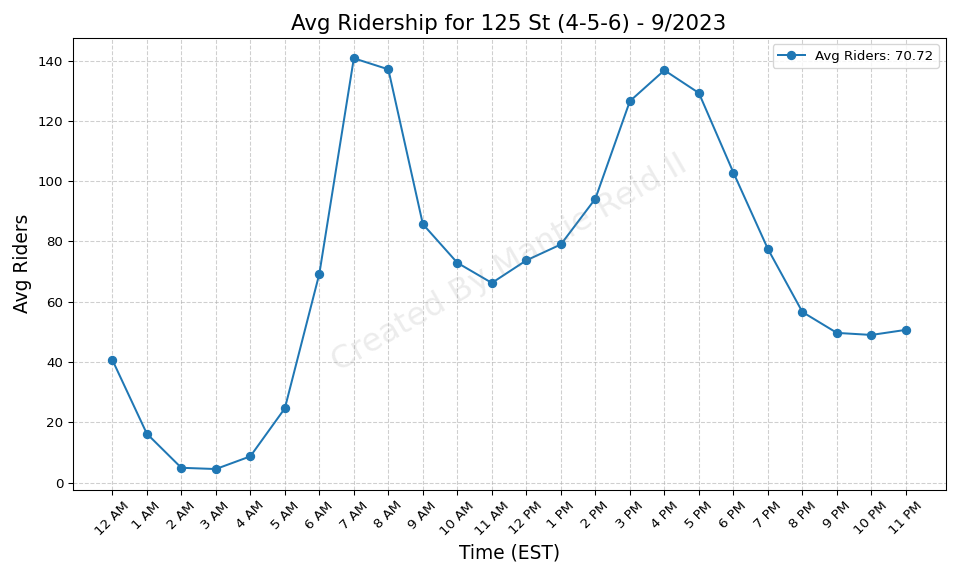 Avg Ridership for 125 St (4-5-6) - 9/2023
Avg Riders: 70.72
140
120
100
80
60
40
20
0
Avg Riders
Created By Mantic Reid II
12 AM
1 AM
2 AM
3 AM
4 AM
5 AM
6 AM
7 AM
8 AM
9 AM
10 AM
11 AM
12 PM
1 PM
2 PM
3 PM
4 PM
5 PM
6 PM
7 PM
8 PM
9 PM
10 PM
11 PM
Time (EST)